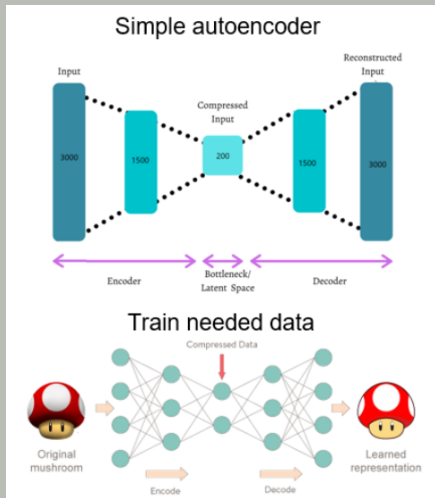 Simple autoencoder
Input
Reconstructed
Input
Compressed
Input
3000
1500
200
1500
3000
Encoder
Bottleneck/
Latent Space
Decoder
Train needed data
Compressed Data
Original
mushroom
Learned
representation
Encode
Decode